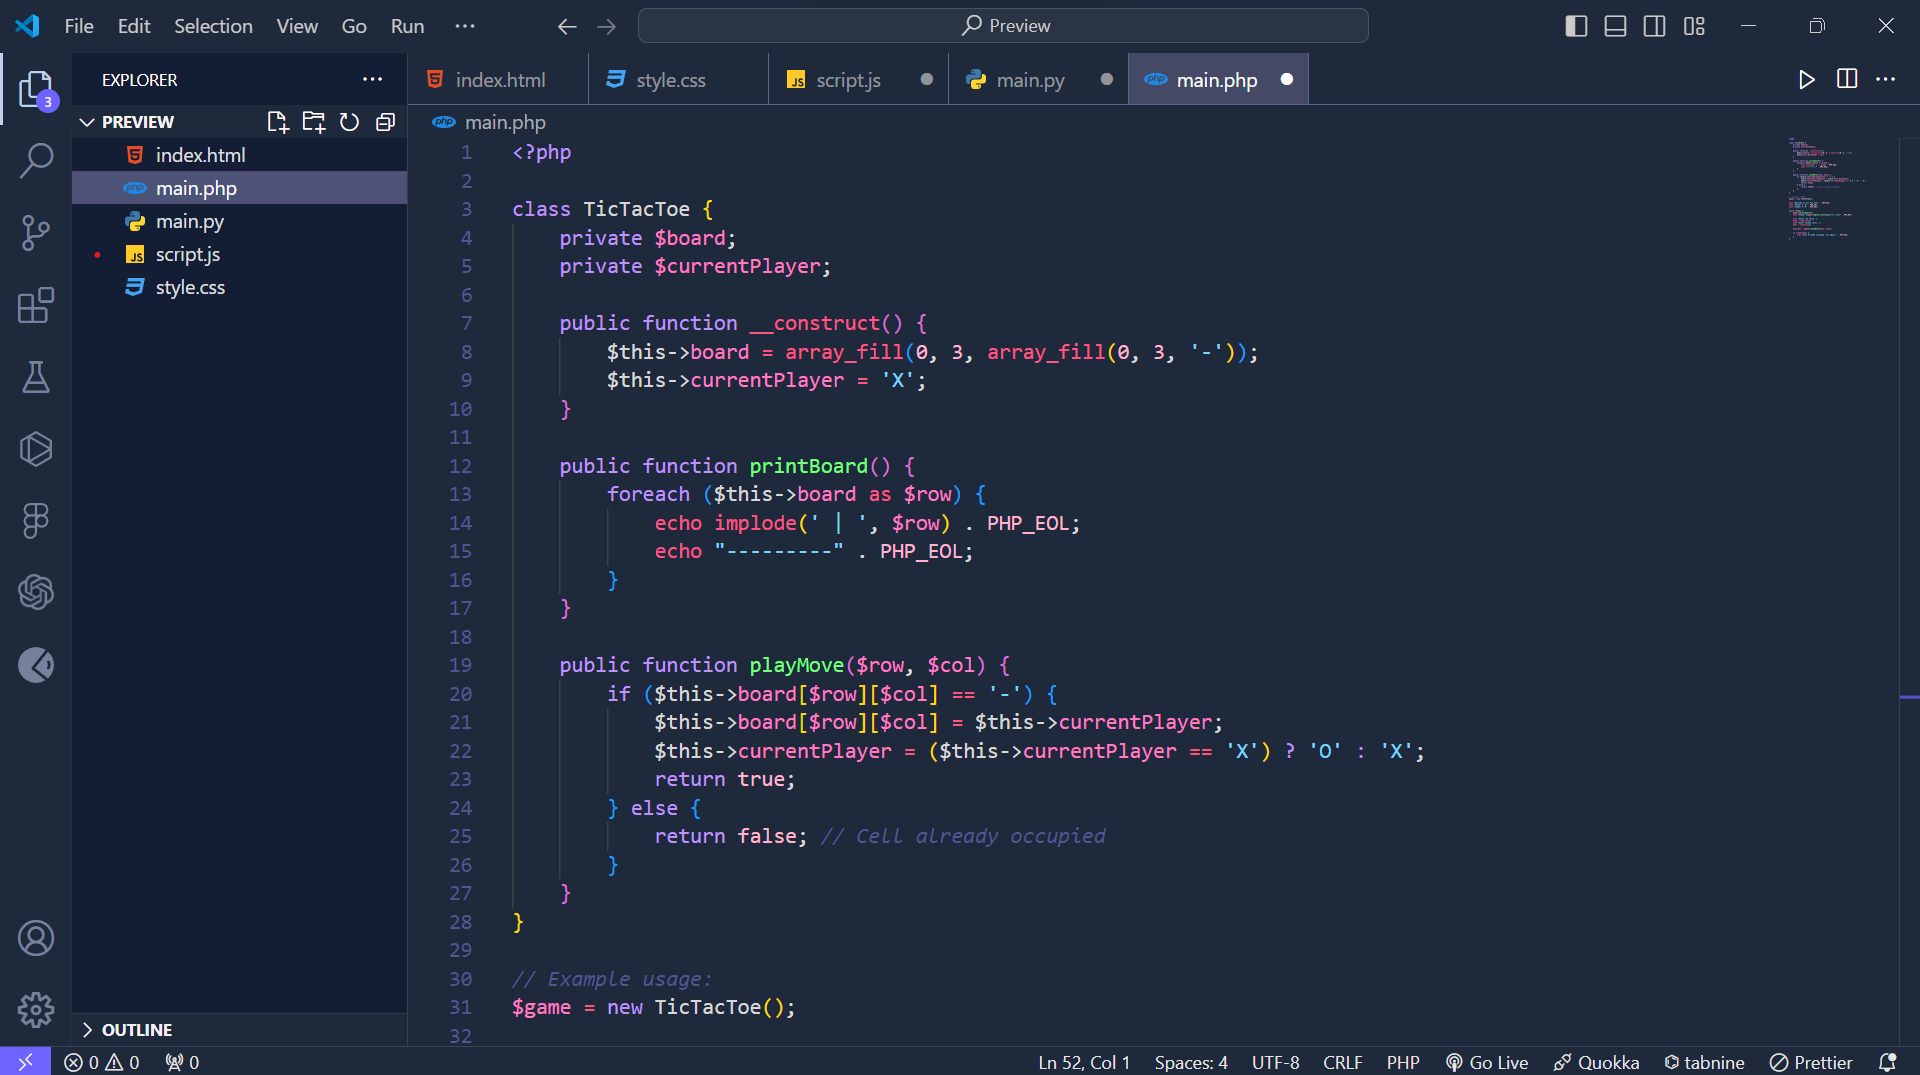 File Edit Selection View Go Run ···
Preview
EXPLORER
index.html style.css script.js main.py main.php
PREVIEW
index.html
main.php
main.py
script.js
style.css
OUTLINE
3
main.php
1 <?php
2
3 class TicTacToe {
4     private $board;
5     private $currentPlayer;
6
7     public function __construct() {
8         $this->board = array_fill(0, 3, array_fill(0, 3, '-'));
9         $this->currentPlayer = 'X';
10     }
11
12     public function printBoard() {
13         foreach ($this->board as $row) {
14             echo implode(' | ', $row) . PHP_EOL;
15             echo "---------" . PHP_EOL;
16         }
17     }
18
19     public function playMove($row, $col) {
20         if ($this->board[$row][$col] == '-') {
21             $this->board[$row][$col] = $this->currentPlayer;
22             $this->currentPlayer = ($this->currentPlayer == 'X') ? 'O' : 'X';
23             return true;
24         } else {
25             return false; // Cell already occupied
26         }
27     }
28 }
29
30 // Example usage:
31 $game = new TicTacToe();
32
0 0 0 Ln 52, Col 1 Spaces: 4 UTF-8 CRLF PHP Go Live Quokka tabnine Prettier